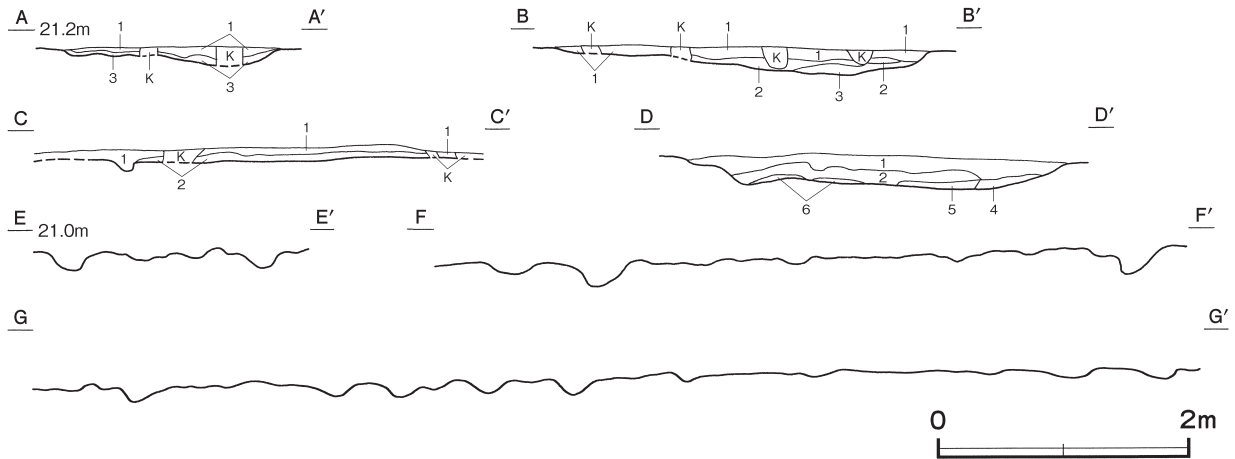 A 21.2m 1 1 A′
K
3 K 3
B K K 1 B′
1 1
K K
1 2 3 2
C 1 1 C′
1 K
2 K
D D′
1
2
6 5 4
E 21.0m E′
F F′
G G′
0 2m